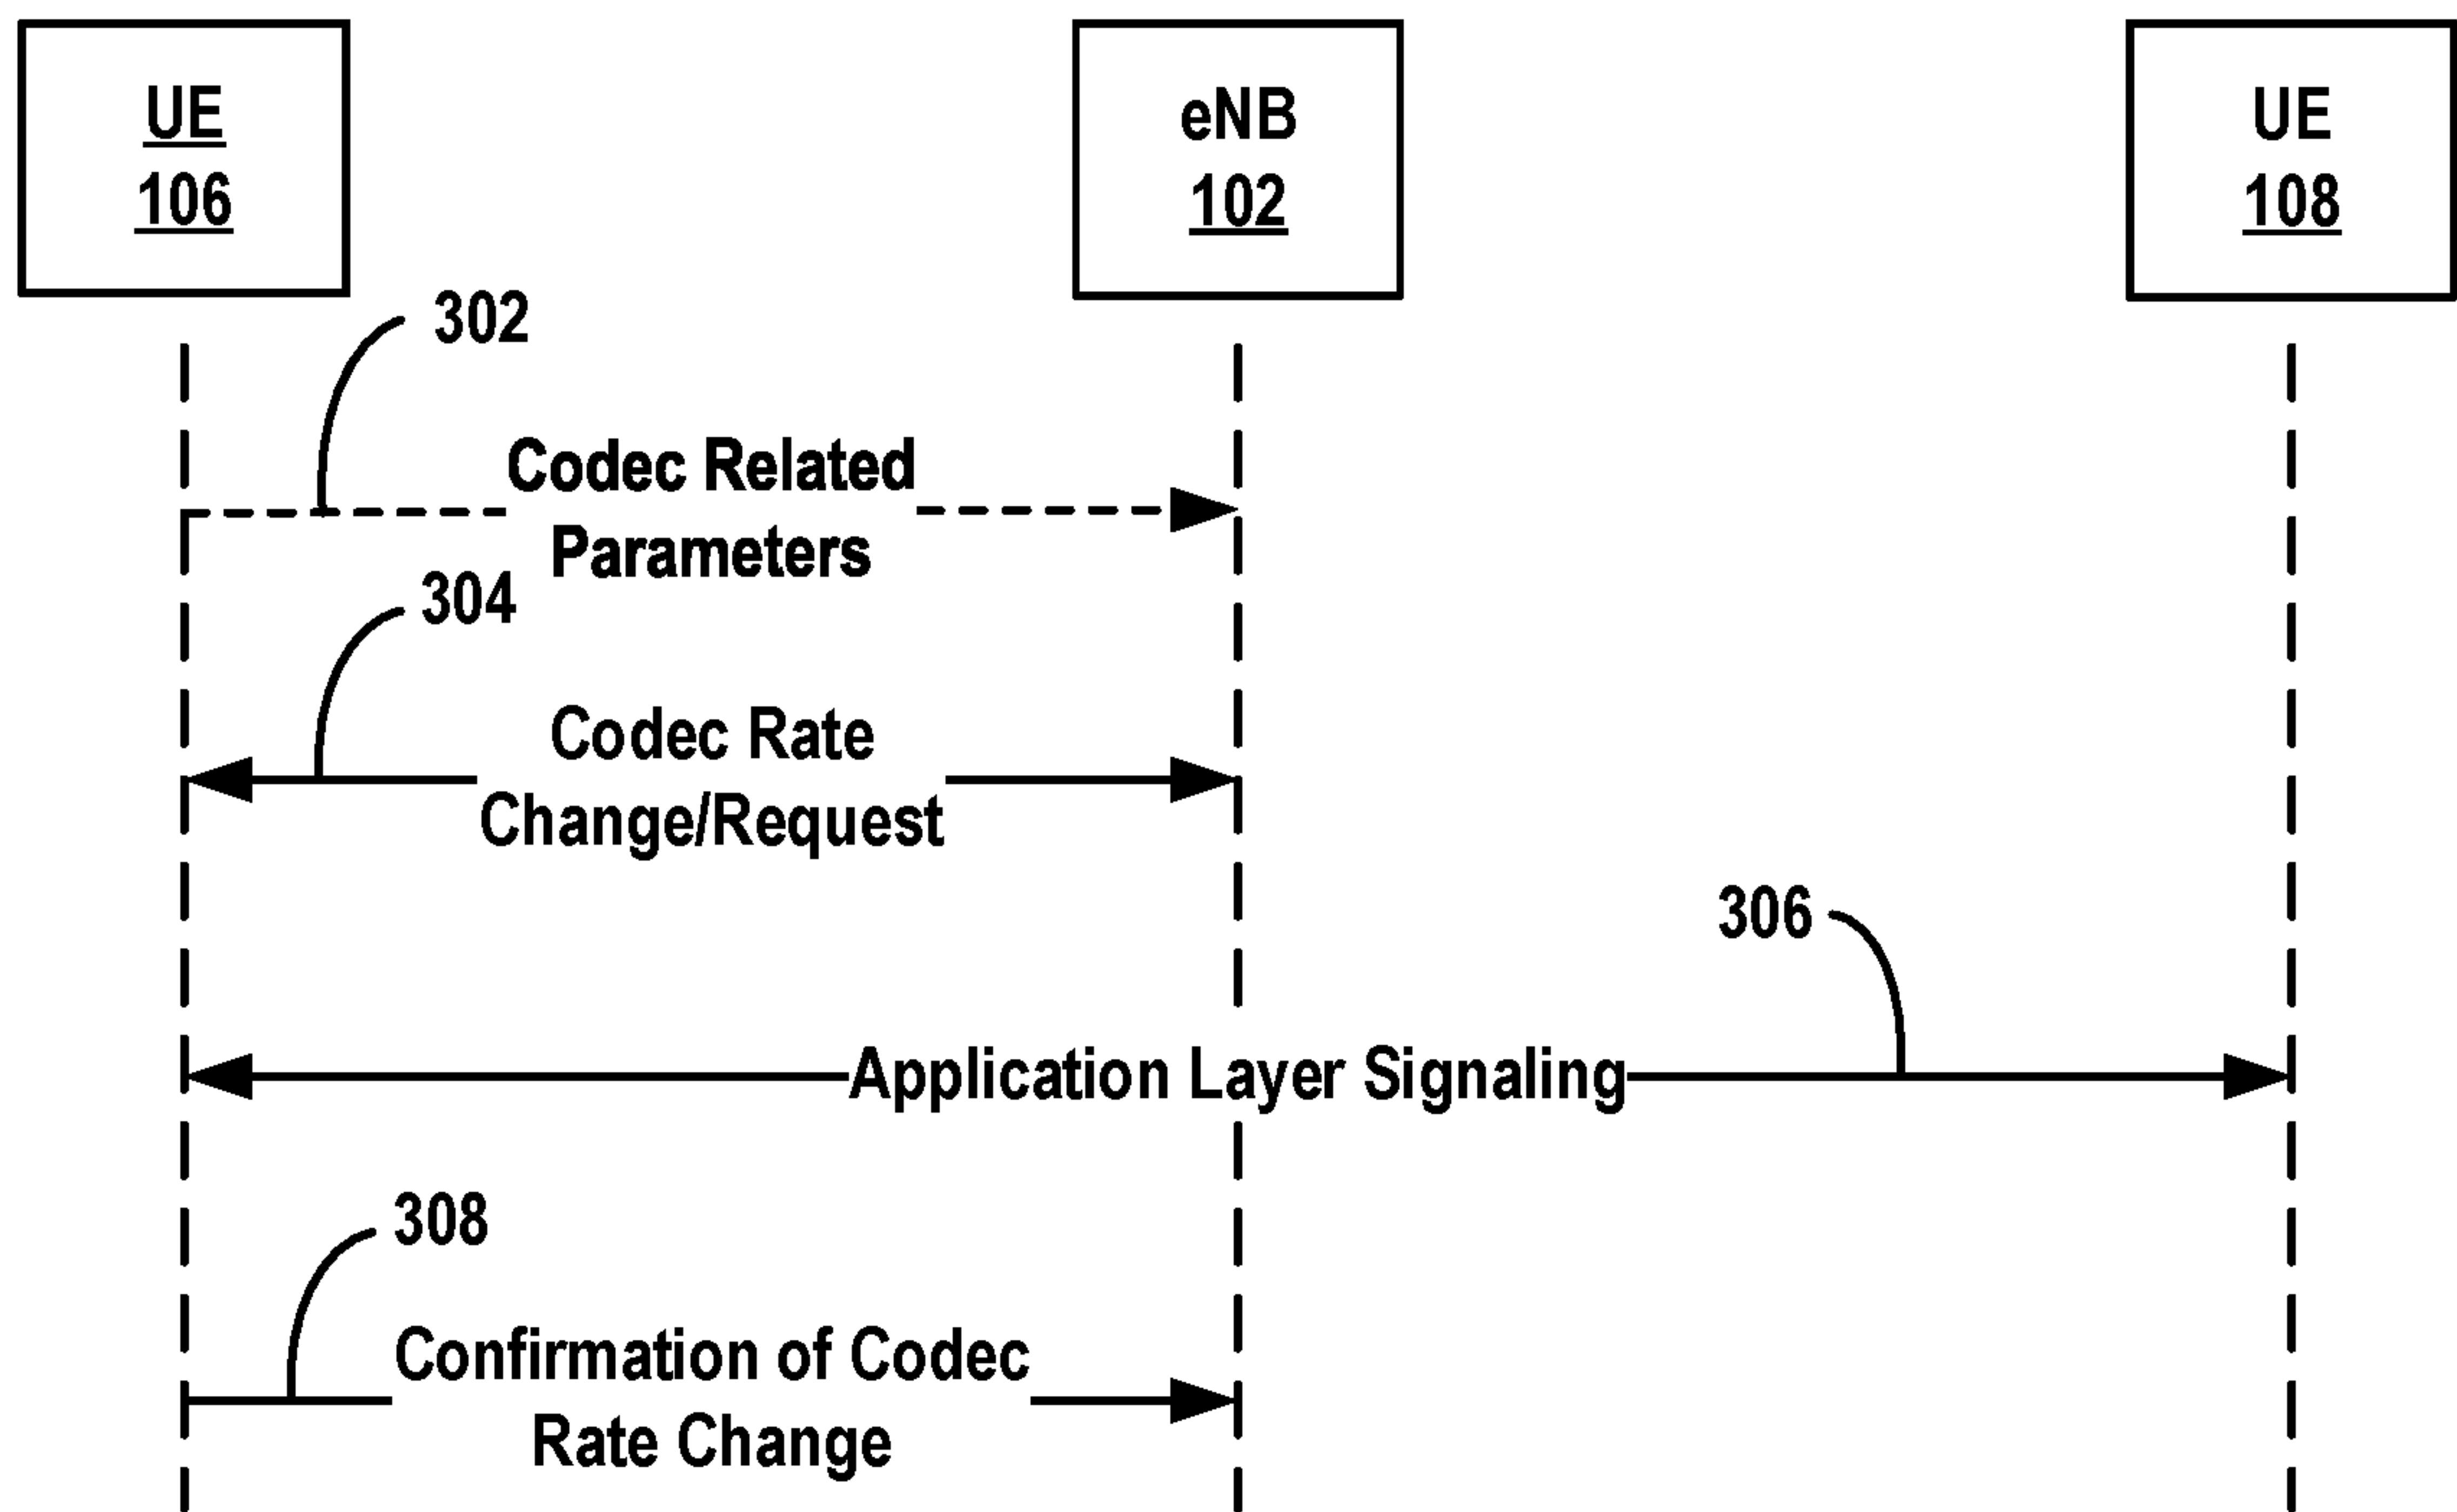 UE
106
eNB
102
UE
108
302
Codec Related
Parameters
304
Codec Rate
Change/Request
306
Application Layer Signaling
308
Confirmation of Codec
Rate Change